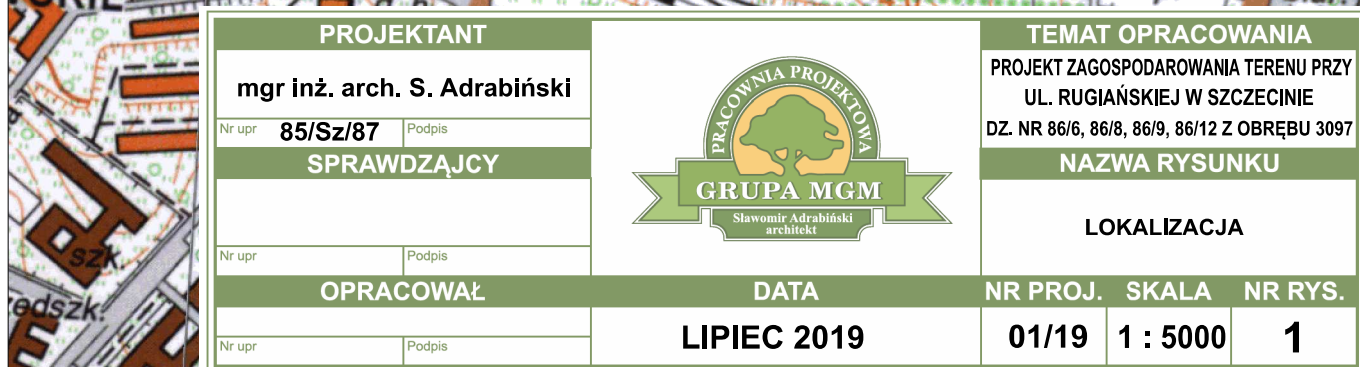 PROJEKTANT
mgr inż. arch. S. Adrabiński
Nr upr 85/Sz/87 Podpis
SPRAWDZĄJCY
Nr upr Podpis
OPRACOWAŁ
Nr upr Podpis
PRACOWNIA PROJEKTOWA
GRUPA MGM
Sławomir Adrabiński
architekt
DATA
LIPIEC 2019
TEMAT OPRACOWANIA
PROJEKT ZAGOSPODAROWANIA TERENU PRZY
UL. RUGIAŃSKIEJ W SZCZECINIE
DZ. NR 86/6, 86/8, 86/9, 86/12 Z OBRĘBU 3097
NAZWA RYSUNKU
LOKALIZACJA
NR PROJ. SKALA NR RYS.
01/19 1 : 5000 1
szk.
edszk.